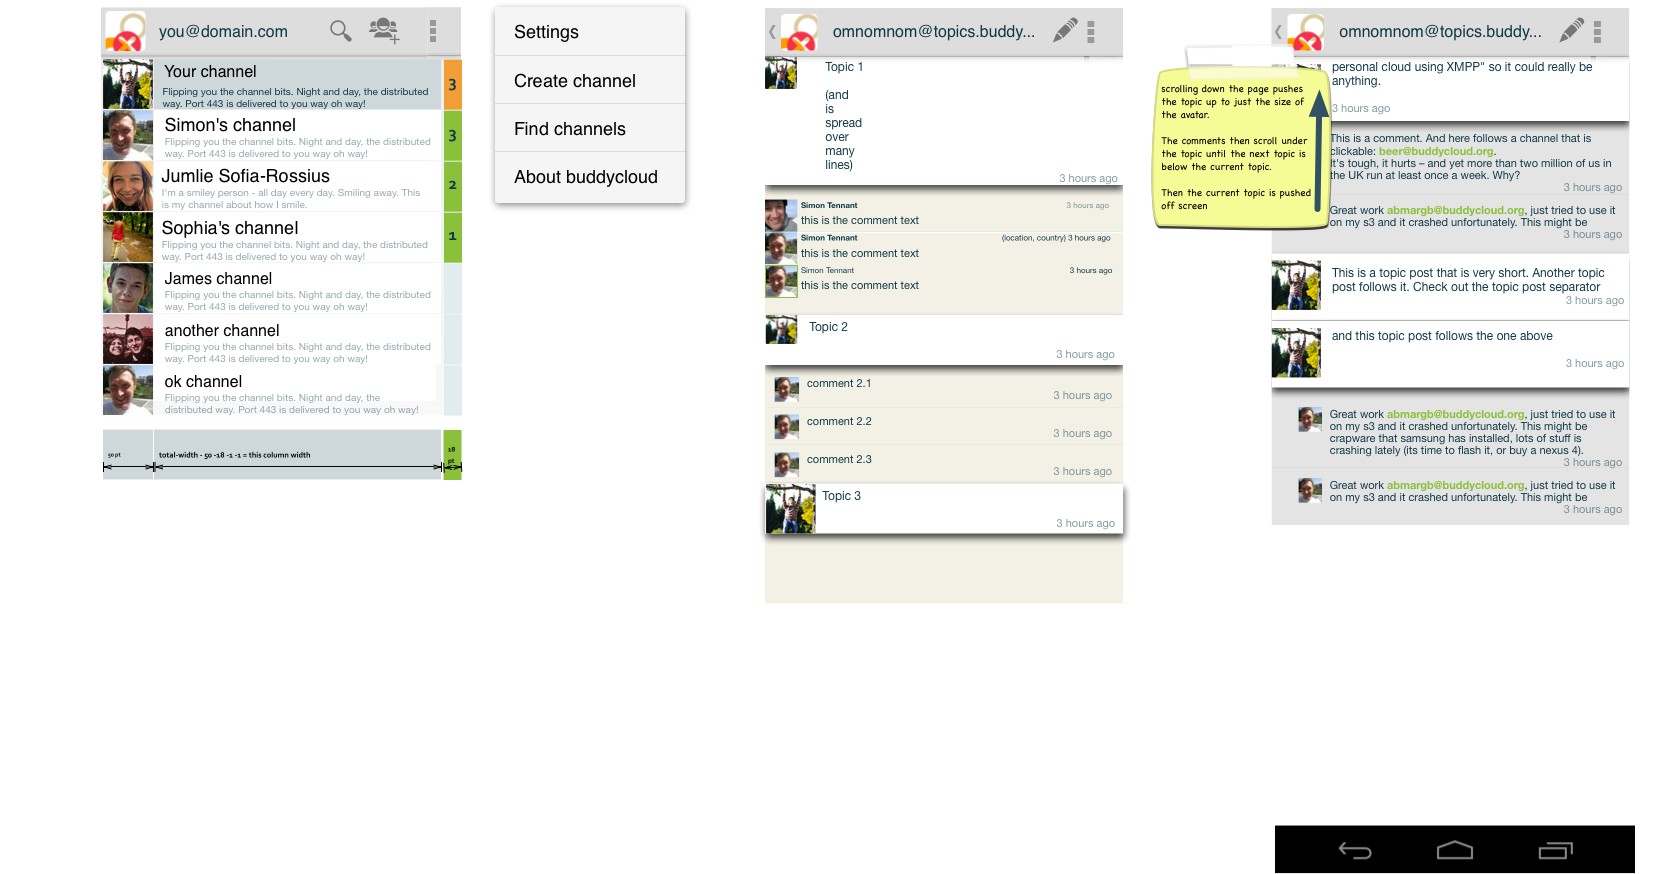 you@domain.com
Your channel
Flipping you the channel bits. Night and day, the distributed
way. Port 443 is delivered to you way oh way!
3
Simon's channel
Flipping you the channel bits. Night and day, the distributed
way. Port 443 is delivered to you way oh way!
3
Jumlie Sofia-Rossius
I'm a smiley person - all day every day. Smiling away. This
is my channel about how I smile.
2
Sophia's channel
Flipping you the channel bits. Night and day, the distributed
way. Port 443 is delivered to you way oh way!
1
James channel
Flipping you the channel bits. Night and day, the distributed
way. Port 443 is delivered to you way oh way!
another channel
Flipping you the channel bits. Night and day, the distributed
way. Port 443 is delivered to you way oh way!
ok channel
Flipping you the channel bits. Night and day, the
distributed way. Port 443 is delivered to you way oh way!
50 pt
total-width - 50 -18 -1 -1 = this column width
18
pt
Settings
Create channel
Find channels
About buddycloud
omnomnom@topics.buddy...
Topic 1
(and
is
spread
over
many
lines)
3 hours ago
Simon Tennant
3 hours ago
this is the comment text
Simon Tennant
(location, country) 3 hours ago
this is the comment text
Simon Tennant
3 hours ago
this is the comment text
Topic 2
3 hours ago
comment 2.1
3 hours ago
comment 2.2
3 hours ago
comment 2.3
3 hours ago
Topic 3
3 hours ago
scrolling down the page pushes
the topic up to just the size of
the avatar.
The comments then scroll under
the topic until the next topic is
below the current topic.
Then the current topic is pushed
off screen
omnomnom@topics.buddy...
personal cloud using XMPP" so it could really be
anything.
3 hours ago
This is a comment. And here follows a channel that is
clickable: beer@buddycloud.org.
It's tough, it hurts – and yet more than two million of us in
the UK run at least once a week. Why?
3 hours ago
Great work abmargb@buddycloud.org, just tried to use it
on my s3 and it crashed unfortunately. This might be
3 hours ago
This is a topic post that is very short. Another topic
post follows it. Check out the topic post separator
3 hours ago
and this topic post follows the one above
3 hours ago
Great work abmargb@buddycloud.org, just tried to use it
on my s3 and it crashed unfortunately. This might be
crapware that samsung has installed, lots of stuff is
crashing lately (its time to flash it, or buy a nexus 4).
3 hours ago
Great work abmargb@buddycloud.org, just tried to use it
on my s3 and it crashed unfortunately. This might be
3 hours ago